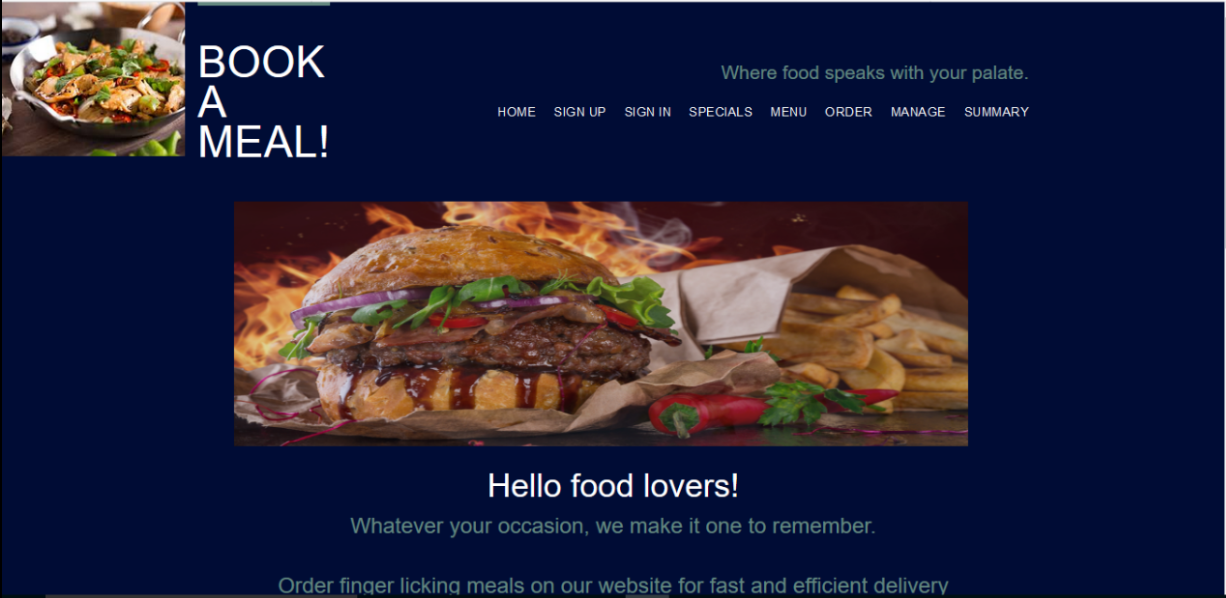 BOOK
A
MEAL!
Where food speaks with your palate.
HOME SIGN UP SIGN IN SPECIALS MENU ORDER MANAGE SUMMARY
Hello food lovers!
Whatever your occasion, we make it one to remember.
Order finger licking meals on our website for fast and efficient delivery